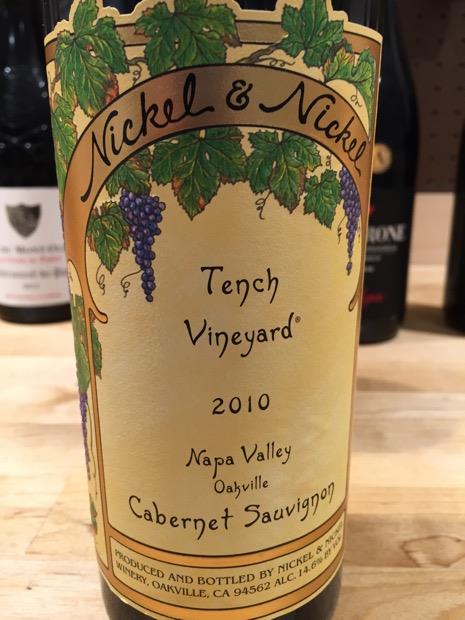 Nickel & Nickel
Tench
Vineyard®
2010
Napa Valley
Oakville
Cabernet Sauvignon
PRODUCED AND BOTTLED BY NICKEL & NICKEL
WINERY, OAKVILLE, CA 94562 ALC. 14.6% BY VOL.
RONE